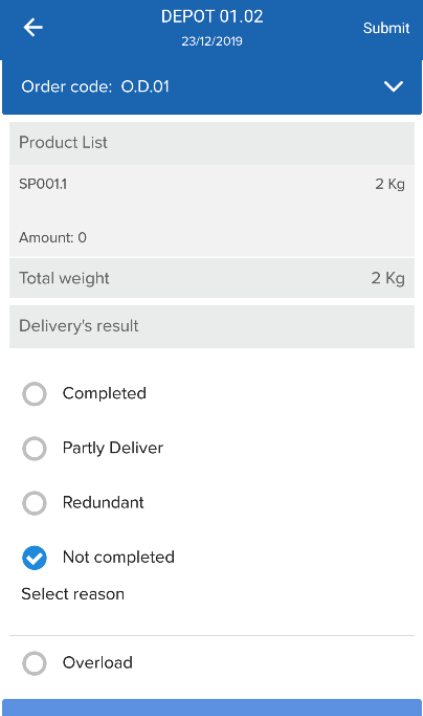 DEPOT 01.02
Submit
23/12/2019
Order code: O.D.01
Product List
SP001.1 2 Kg
Amount: 0
Total weight 2 Kg
Delivery's result
Completed
Partly Deliver
Redundant
Not completed
Select reason
Overload